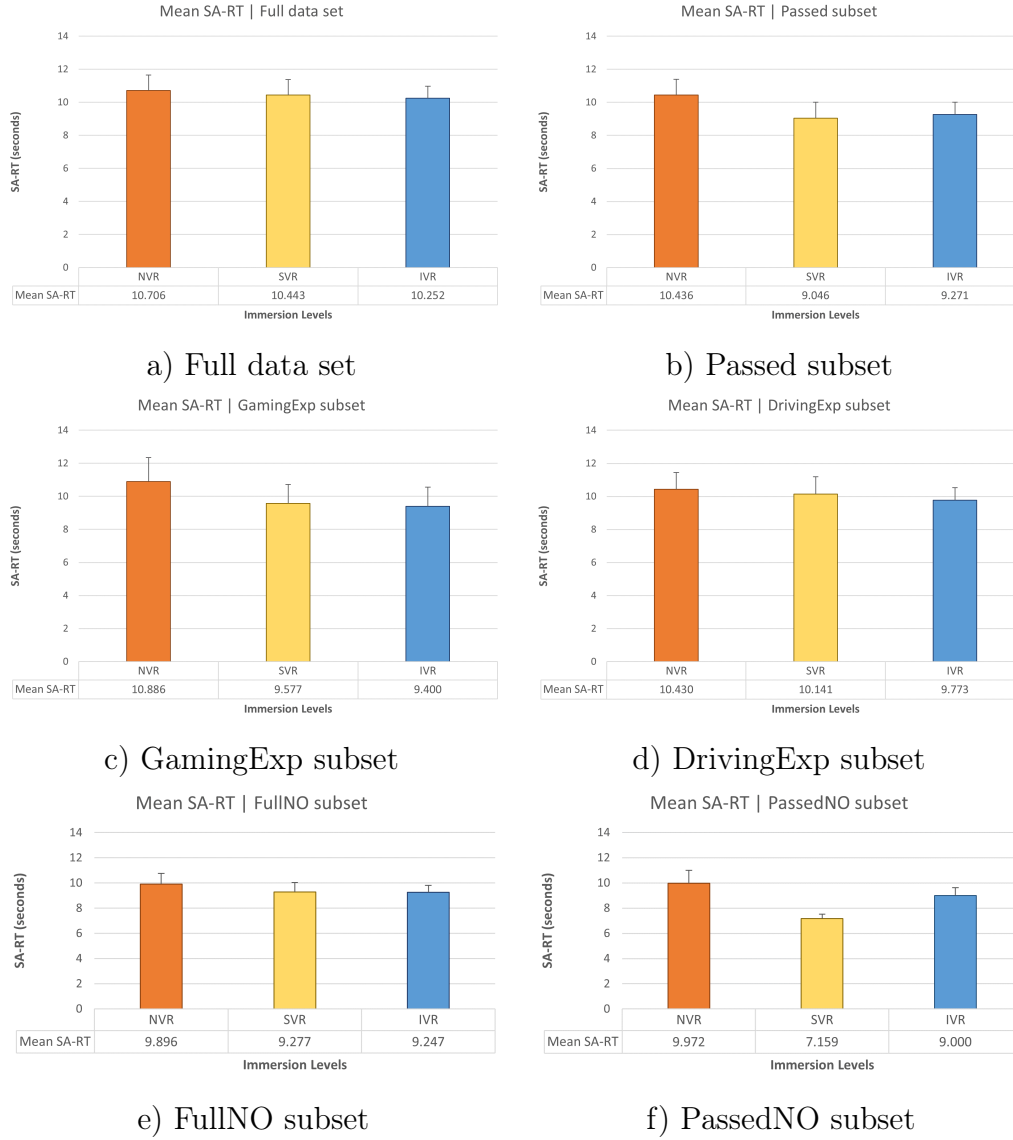 Mean SA-RT | Full data set
14
12
10
8
6
4
2
0
SA-RT (seconds)
NVR SVR IVR
Mean SA-RT 10.706 10.443 10.252
Immersion Levels
a) Full data set
Mean SA-RT | Passed subset
14
12
10
8
6
4
2
0
SA-RT (seconds)
NVR SVR IVR
Mean SA-RT 10.436 9.046 9.271
Immersion Levels
b) Passed subset
Mean SA-RT | GamingExp subset
14
12
10
8
6
4
2
0
SA-RT (seconds)
NVR SVR IVR
Mean SA-RT 10.886 9.577 9.400
Immersion Levels
c) GamingExp subset
Mean SA-RT | DrivingExp subset
14
12
10
8
6
4
2
0
SA-RT (seconds)
NVR SVR IVR
Mean SA-RT 10.430 10.141 9.773
Immersion Levels
d) DrivingExp subset
Mean SA-RT | FullNO subset
14
12
10
8
6
4
2
0
SA-RT (seconds)
NVR SVR IVR
Mean SA-RT 9.896 9.277 9.247
Immersion Levels
e) FullNO subset
Mean SA-RT | PassedNO subset
14
12
10
8
6
4
2
0
SA-RT (seconds)
NVR SVR IVR
Mean SA-RT 9.972 7.159 9.000
Immersion Levels
f) PassedNO subset